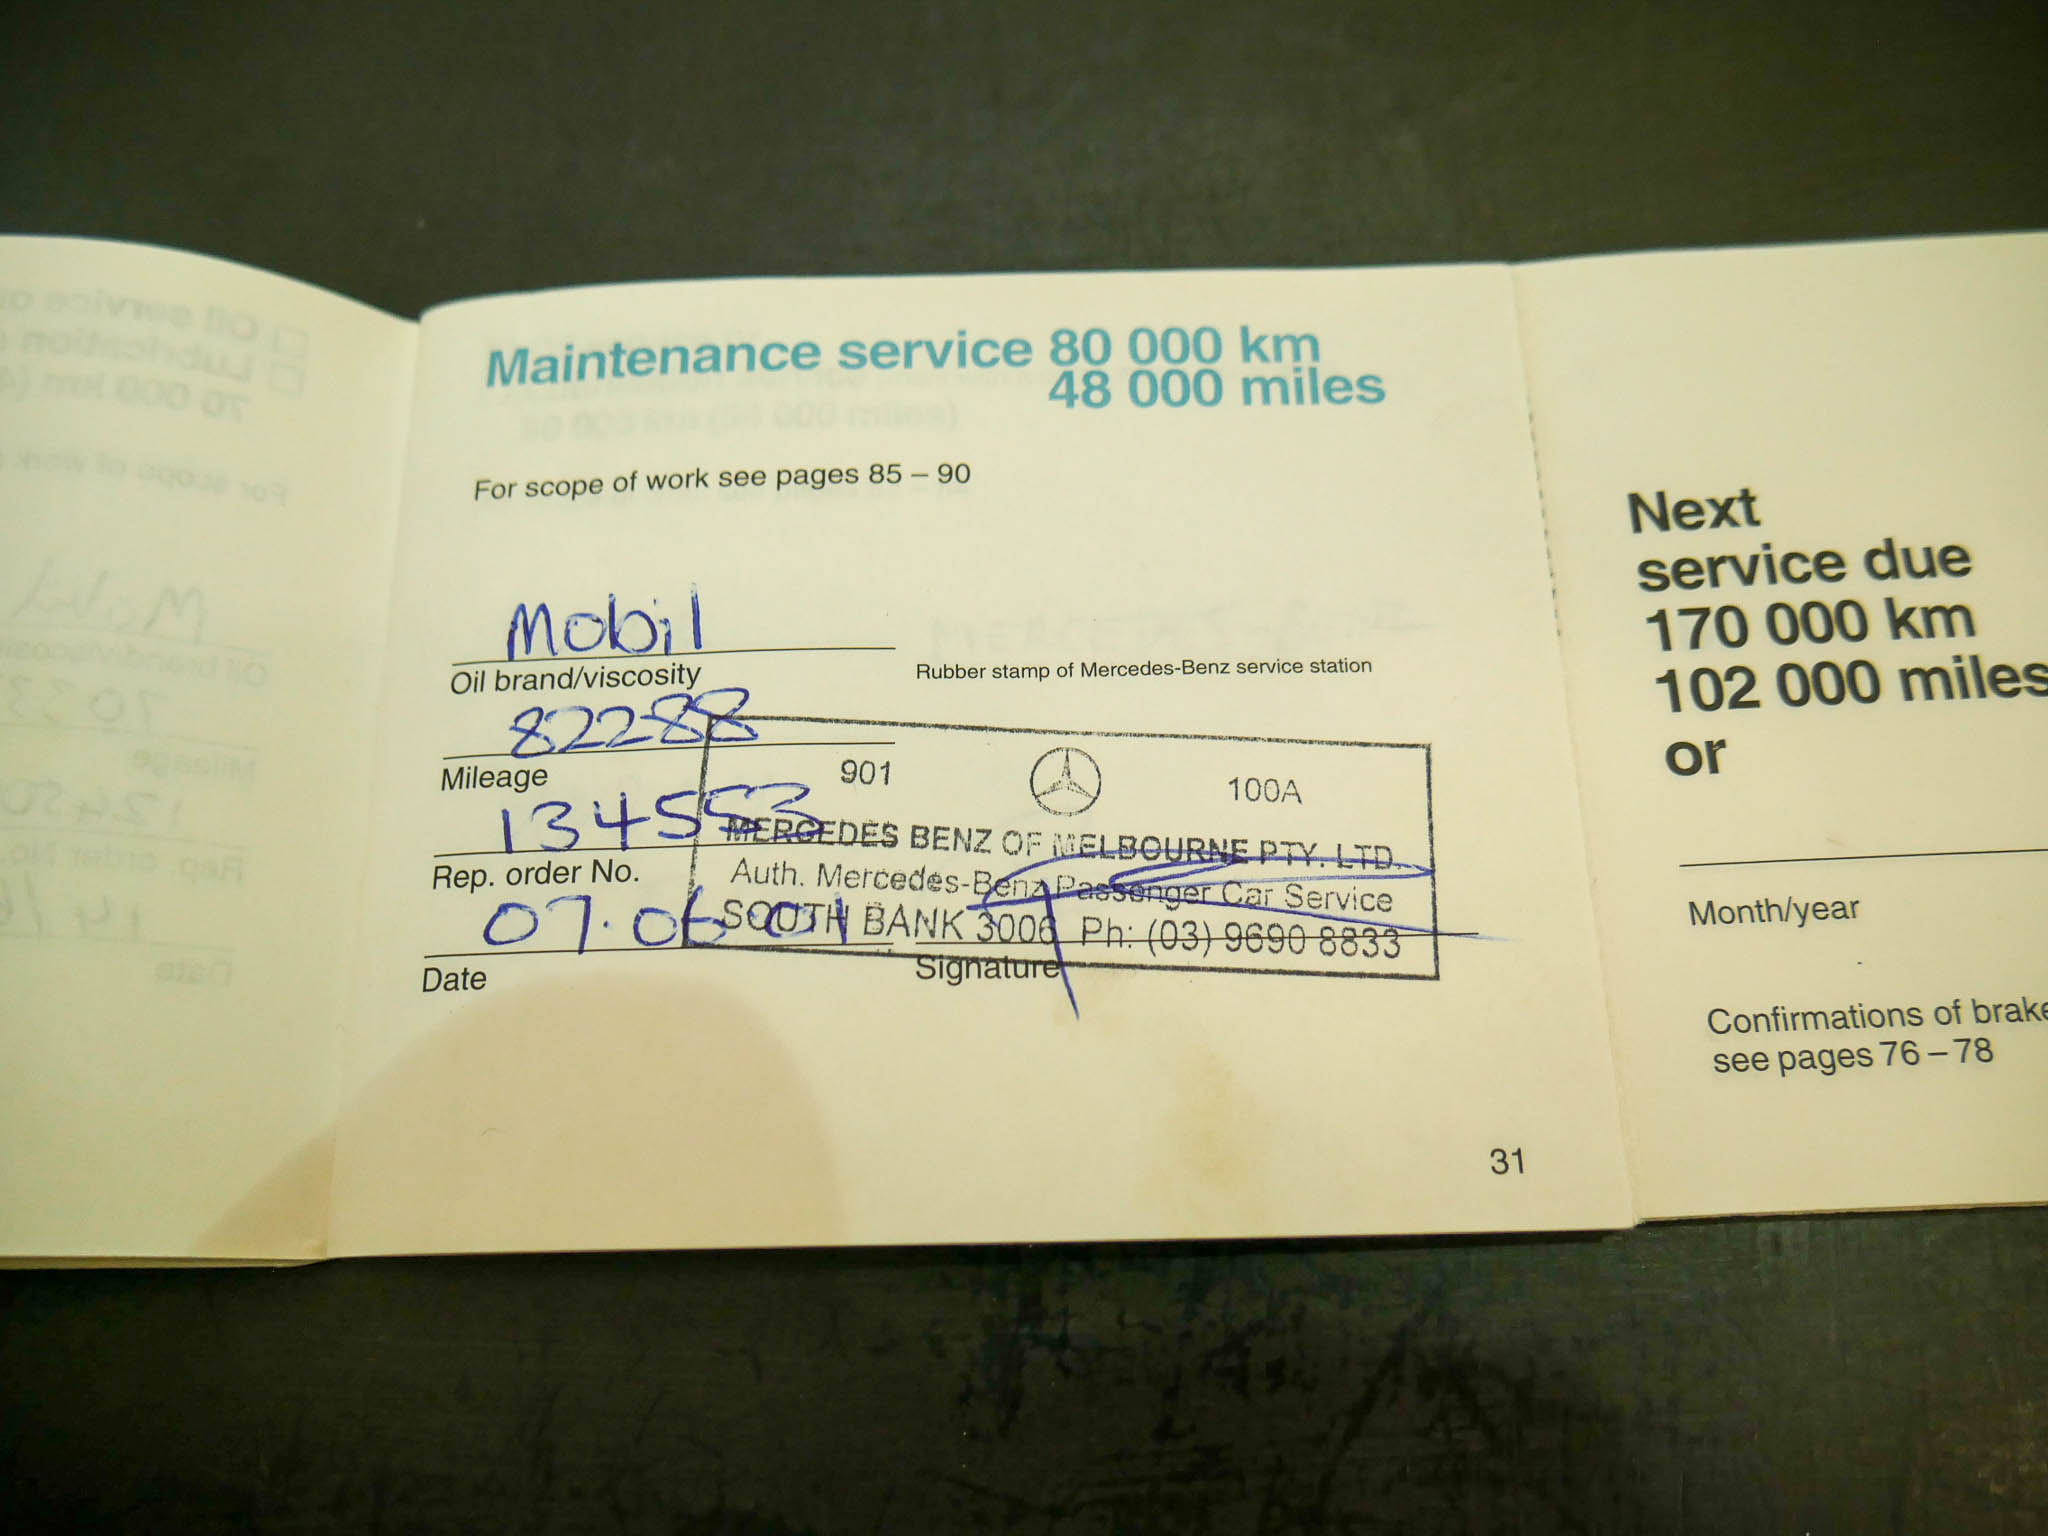 Maintenance service 80 000 km
48 000 miles
For scope of work see pages 85 – 90
Mobil
Oil brand/viscosity
Rubber stamp of Mercedes-Benz service station
82288
Mileage
901
100A
134553
MERCEDES BENZ OF MELBOURNE PTY. LTD.
Rep. order No.
Auth. Mercedes-Benz Passenger Car Service
07.06.01
SOUTH BANK 3006 Ph: (03) 9690 8833
Date
Signature
31
Next
service due
170 000 km
102 000 miles
or
Month/year
Confirmations of brake
see pages 76 – 78